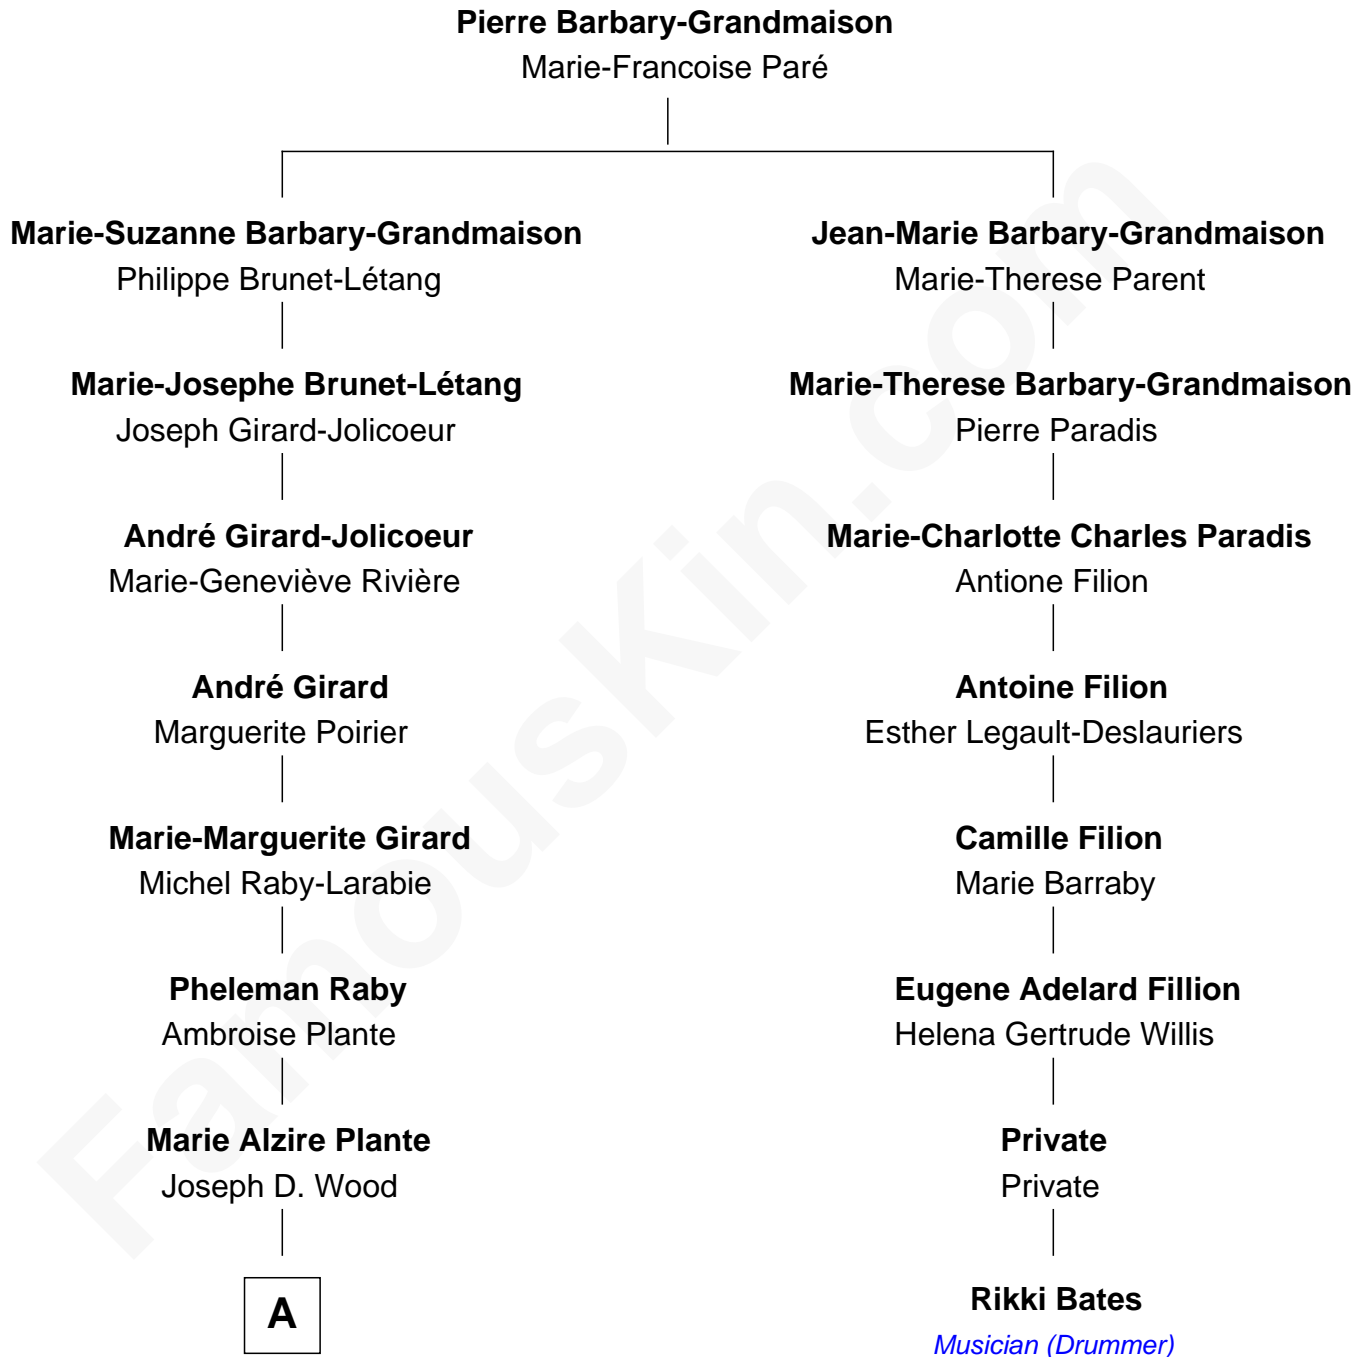 Pierre Barbary-Grandmaison
Marie-Francoise Paré
Marie-Suzanne Barbary-Grandmaison
Philippe Brunet-Létang
Jean-Marie Barbary-Grandmaison
Marie-Therese Parent
Marie-Josephe Brunet-Létang
Joseph Girard-Jolicoeur
Marie-Therese Barbary-Grandmaison
Pierre Paradis
André Girard-Jolicoeur
Marie-Geneviève Rivière
Marie-Charlotte Charles Paradis
Antione Filion
André Girard
Marguerite Poirier
Antoine Filion
Esther Legault-Deslauriers
Marie-Marguerite Girard
Michel Raby-Larabie
Camille Filion
Marie Barraby
Pheleman Raby
Ambroise Plante
Eugene Adelard Fillion
Helena Gertrude Willis
Marie Alzire Plante
Joseph D. Wood
Private
Private
A
Rikki Bates
Musician (Drummer)
FamousKin.com